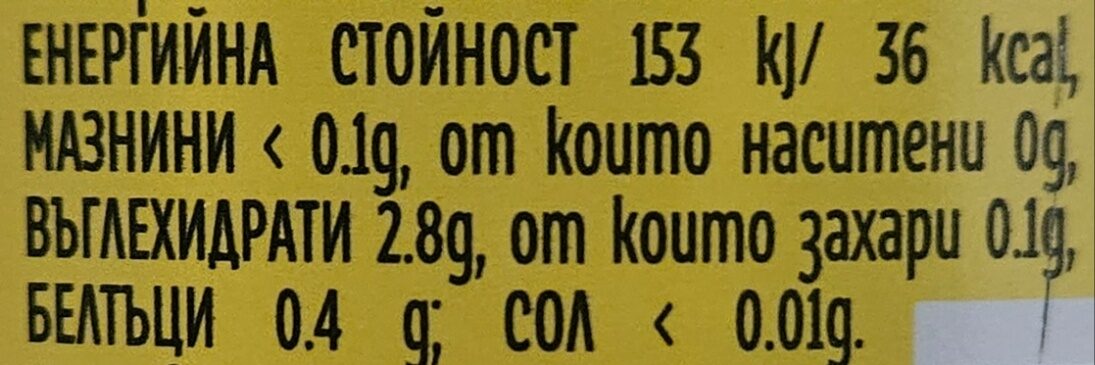 ЕНЕРГИЙНА СТОЙНОСТ 153 kJ/ 36 kcal,
МАЗНИНИ < 0.1g, от които наситени 0g,
ВЪГЛЕХИДРАТИ 2.8g, от които захари 0.1g,
БЕЛТЪЦИ 0.4 g; СОЛ < 0.01g.